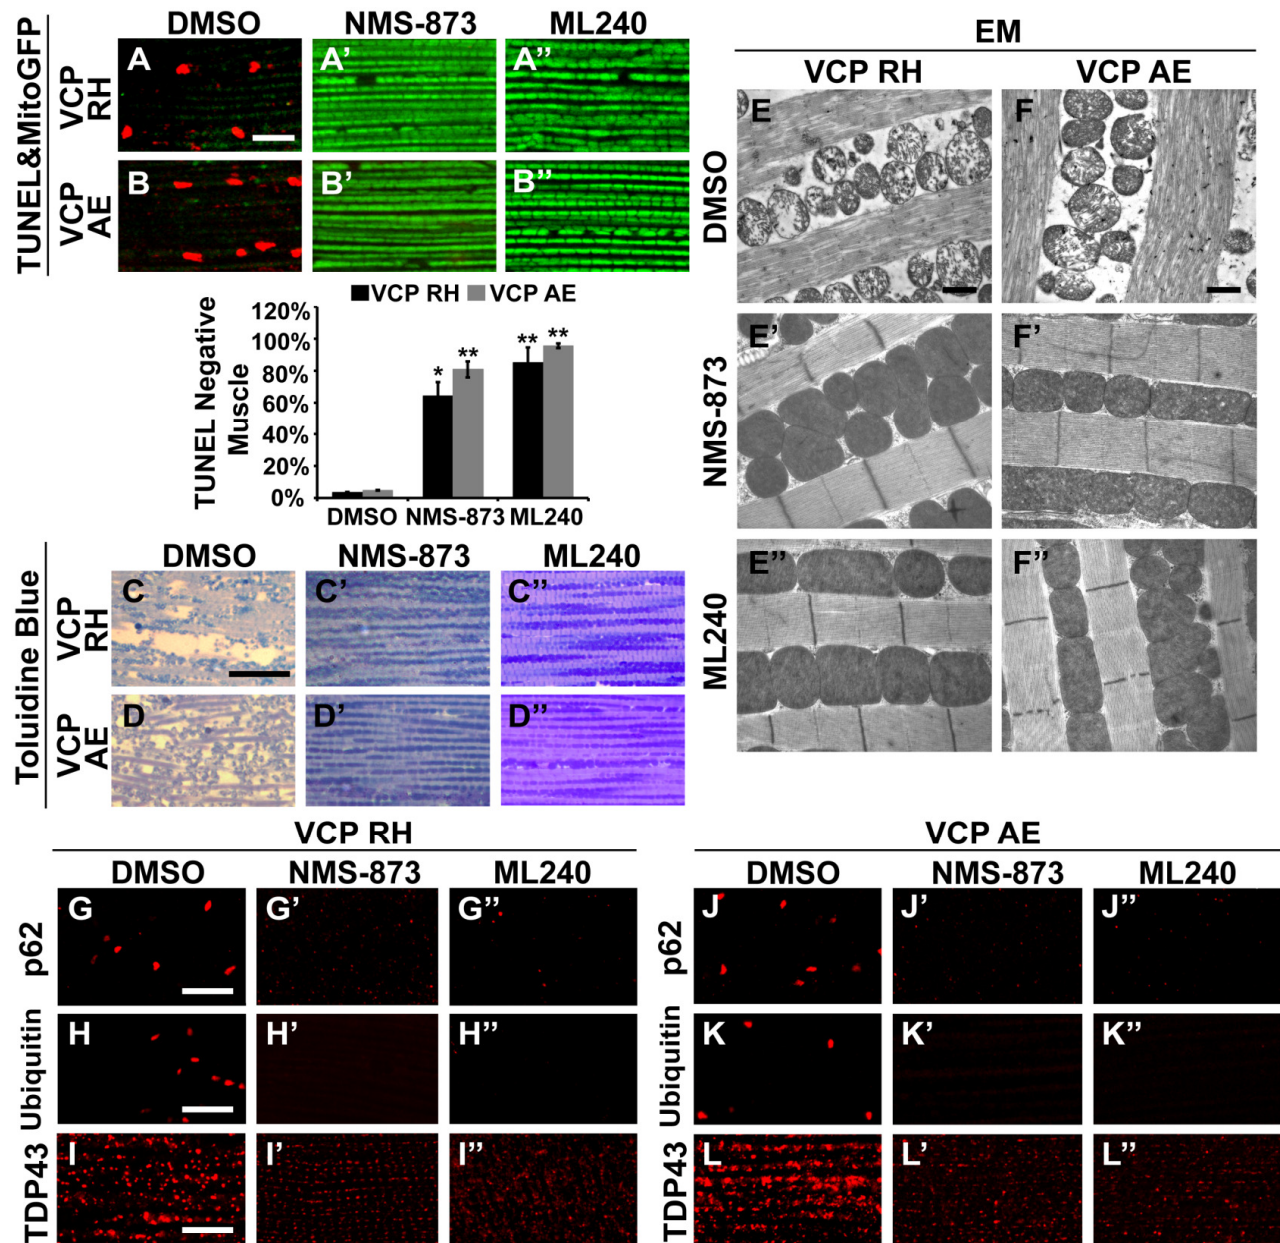 DMSO NMS-873 ML240
TUNEL&MitoGFP
VCP RH
A A’ A’’
VCP AE
B B’ B’’
VCP RH VCP AE
120%
100%
80%
60%
40%
20%
0%
TUNEL Negative
Muscle
* ** ** **
DMSO NMS-873 ML240
DMSO NMS-873 ML240
Toluidine Blue
VCP RH
C C’ C’’
VCP AE
D D’ D’’
EM
VCP RH VCP AE
DMSO
E F
NMS-873
E’ F’
ML240
E’’ F’’
VCP RH
DMSO NMS-873 ML240
p62
G G’ G’’
Ubiquitin
H H’ H’’
TDP43
I I’ I’’
VCP AE
DMSO NMS-873 ML240
p62
J J’ J’’
Ubiquitin
K K’ K’’
TDP43
L L’ L’’